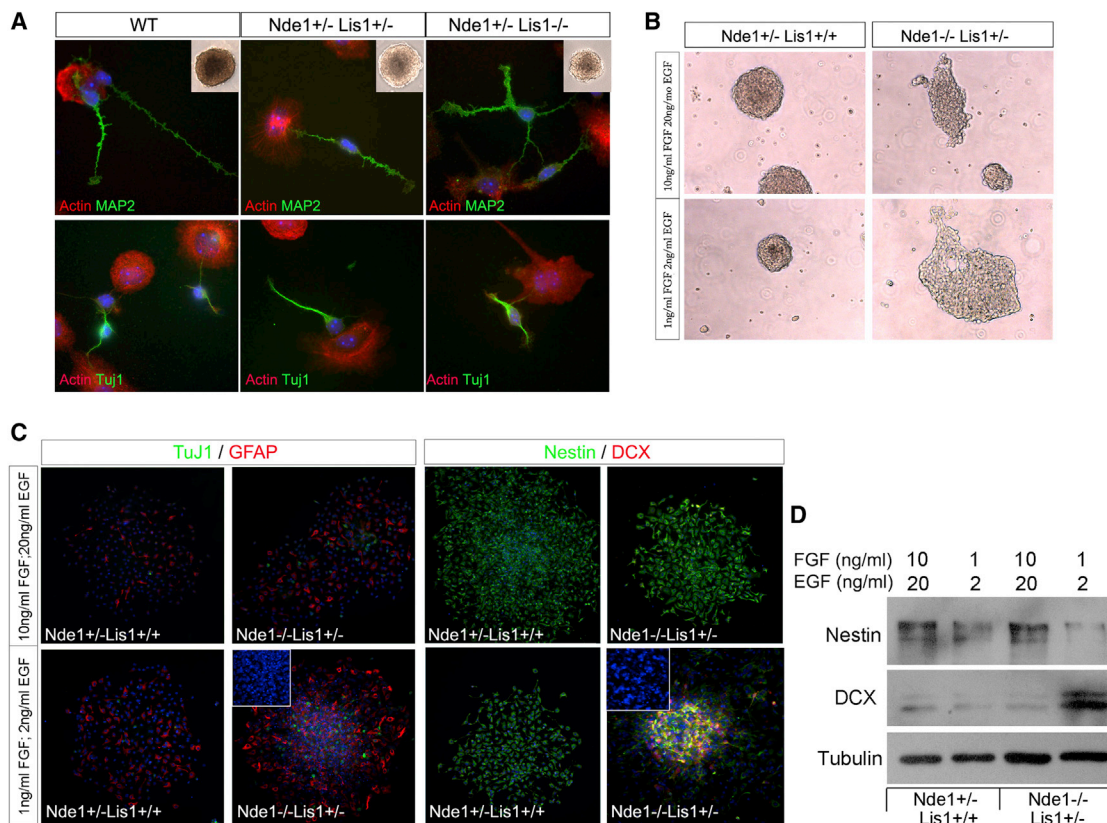 A
WT
Nde1+/- Lis1+/-
Nde1+/- Lis1-/-
Actin MAP2
Actin MAP2
Actin MAP2
Actin Tuj1
Actin Tuj1
Actin Tuj1
B
Nde1+/- Lis1+/+
Nde1-/- Lis1+/-
10ng/ml FGF 20ng/mo EGF
1ng/ml FGF 2ng/ml EGF
C
TuJ1 / GFAP
Nestin / DCX
10ng/ml FGF;20ng/ml EGF
Nde1+/-Lis1+/+
Nde1-/-Lis1+/-
Nde1+/-Lis1+/+
Nde1-/-Lis1+/-
1ng/ml FGF; 2ng/ml EGF
Nde1+/-Lis1+/+
Nde1-/-Lis1+/-
Nde1+/-Lis1+/+
Nde1-/-Lis1+/-
D
FGF (ng/ml) 10 1 10 1
EGF (ng/ml) 20 2 20 2
Nestin
DCX
Tubulin
Nde1+/- Nde1-/-
Lis1+/+ Lis1+/-